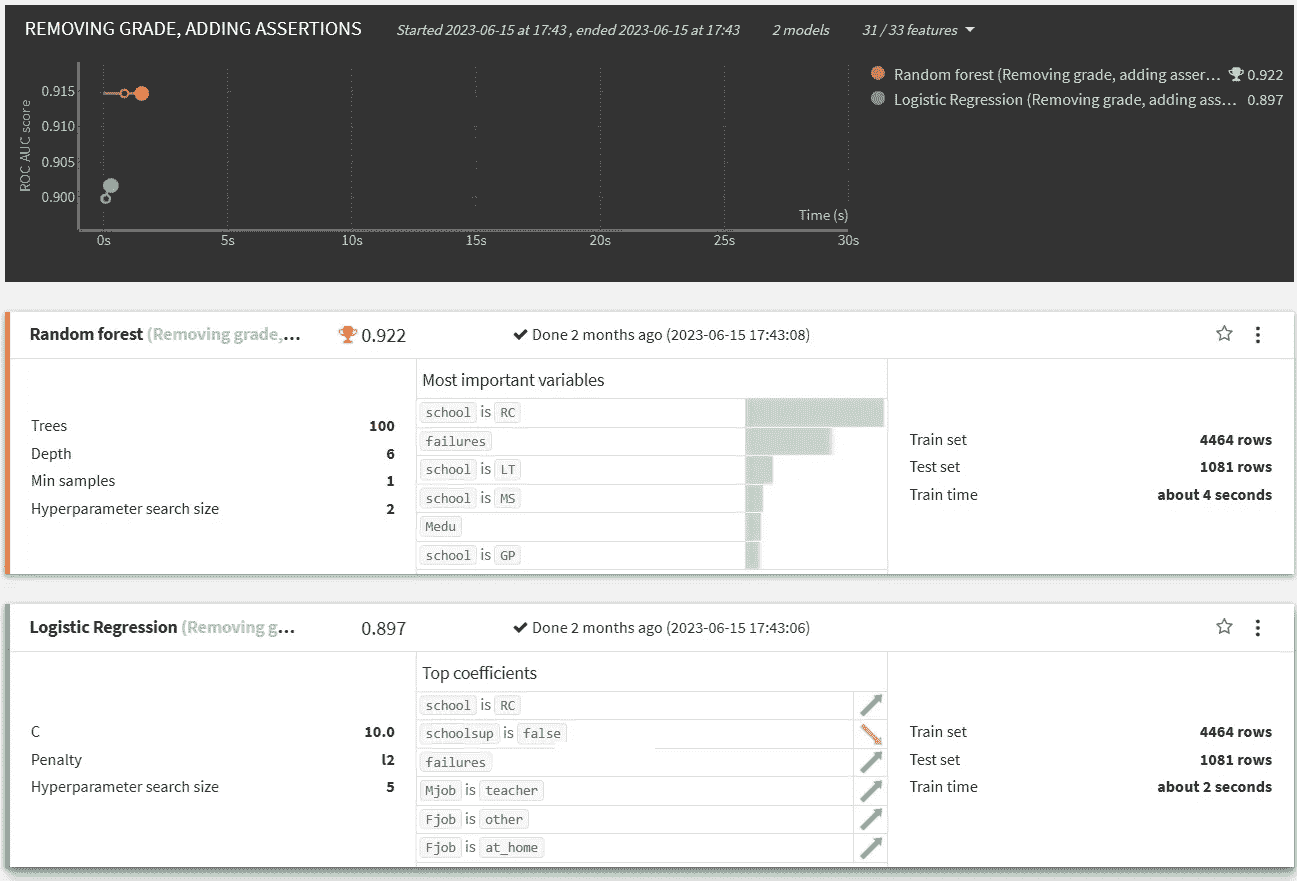 REMOVING GRADE, ADDING ASSERTIONS Started 2023-06-15 at 17:43 , ended 2023-06-15 at 17:43 2 models 31 / 33 features
ROC AUC score
0.915
0.910
0.905
0.900
Time (s)
0s 5s 10s 15s 20s 25s 30s
Random forest (Removing grade, adding asser... 0.922
Logistic Regression (Removing grade, adding ass... 0.897
Random forest (Removing grade,... 0.922 Done 2 months ago (2023-06-15 17:43:08)
Trees 100
Depth 6
Min samples 1
Hyperparameter search size 2
Most important variables
school is RC
failures
school is LT
school is MS
Medu
school is GP
Train set 4464 rows
Test set 1081 rows
Train time about 4 seconds
Logistic Regression (Removing g... 0.897 Done 2 months ago (2023-06-15 17:43:06)
C 10.0
Penalty l2
Hyperparameter search size 5
Top coefficients
school is RC
schoolsup is false
failures
Mjob is teacher
Fjob is other
Fjob is at_home
Train set 4464 rows
Test set 1081 rows
Train time about 2 seconds